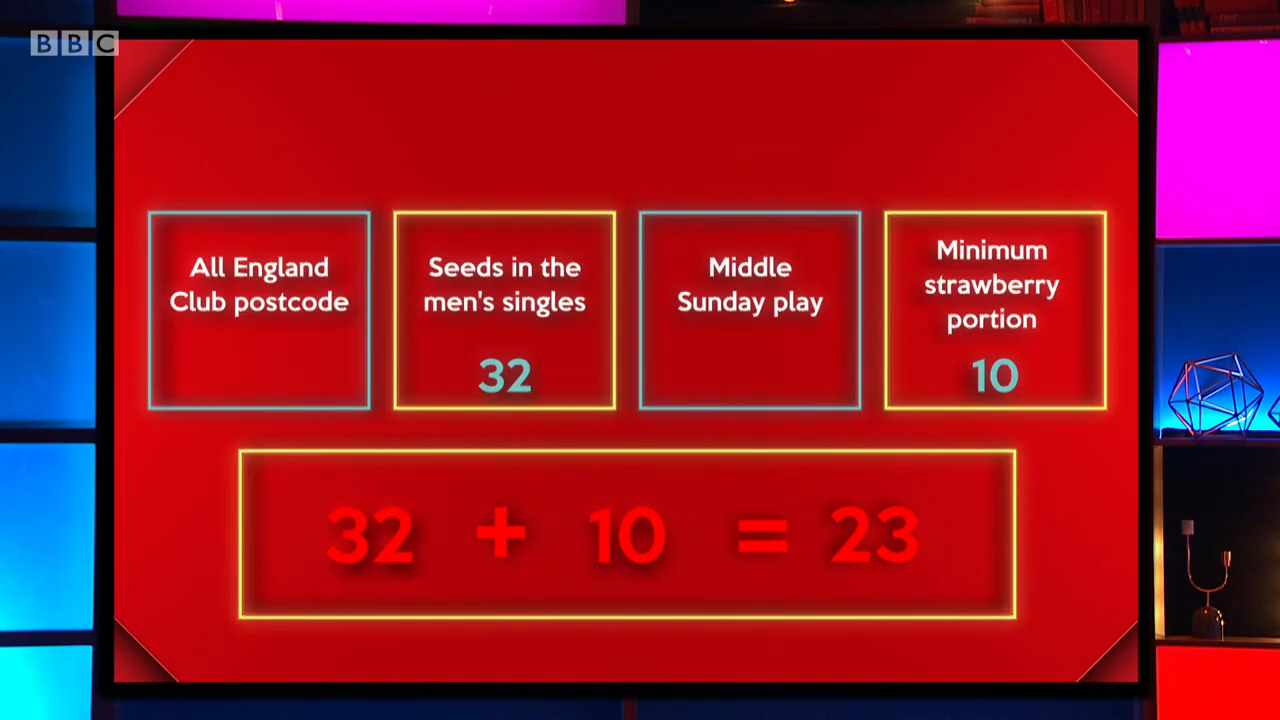 BBC
All England
Club postcode
Seeds in the
men's singles
32
Middle
Sunday play
Minimum
strawberry
portion
10
32 + 10 = 23